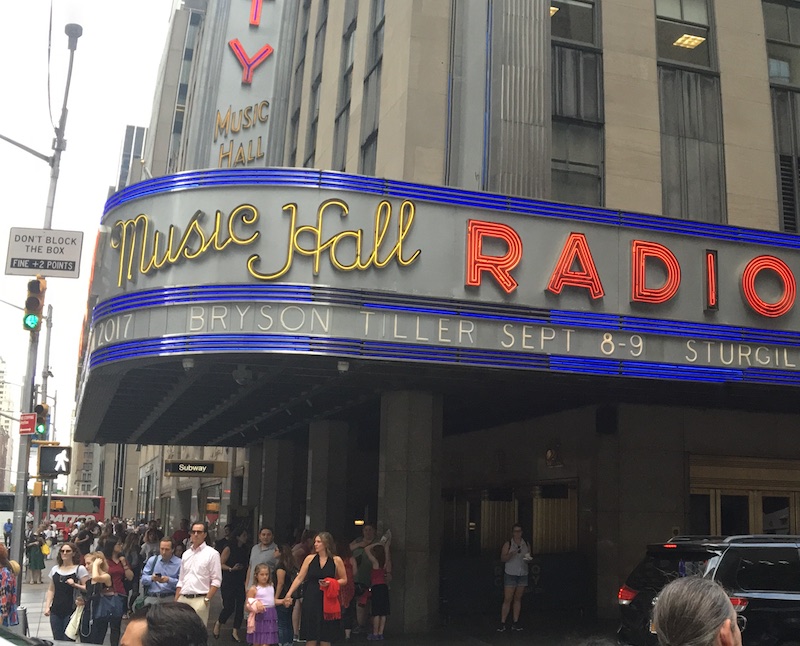 TY
MUSIC
HALL
DON'T BLOCK
THE BOX
FINE +2 POINTS
Music Hall RADIO
2017 BRYSON TILLER SEPT 8-9 STURGIL
Subway